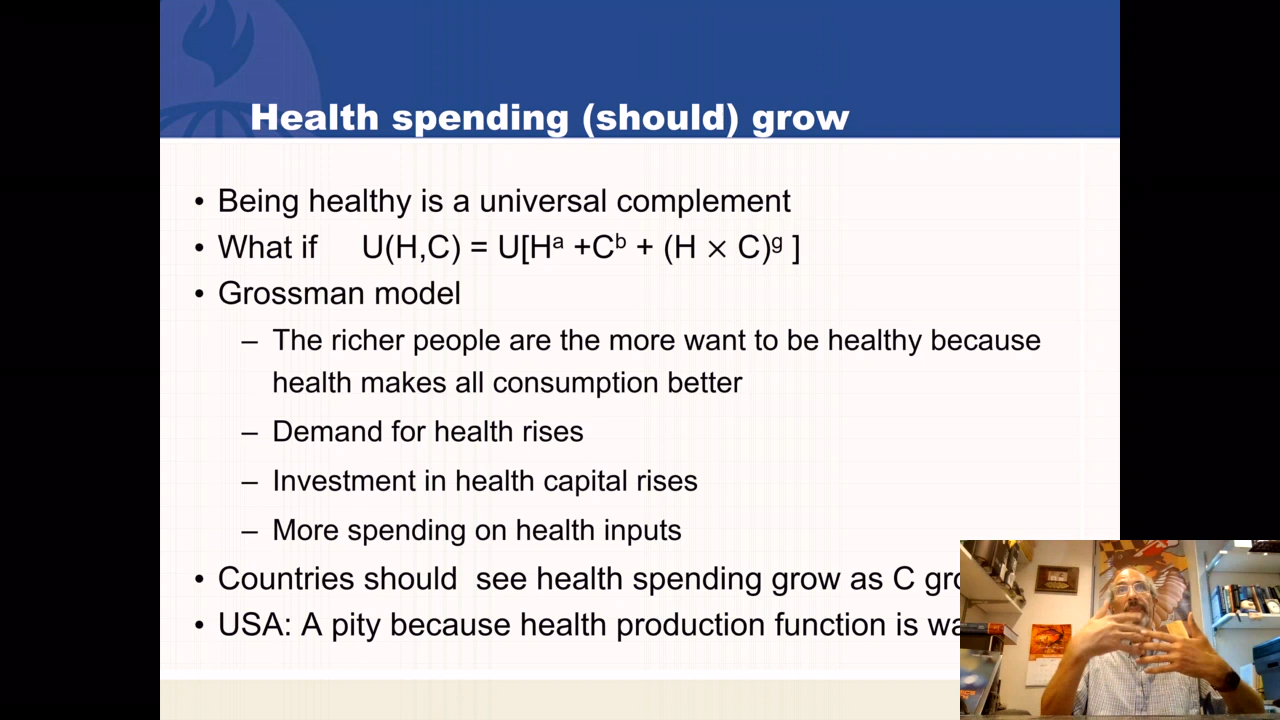 Health spending (should) grow
• Being healthy is a universal complement
• What if U(H,C) = U[Hᵃ +Cᵇ + (H × C)ᵍ ]
• Grossman model
– The richer people are the more want to be healthy because
health makes all consumption better
– Demand for health rises
– Investment in health capital rises
– More spending on health inputs
• Countries should see health spending grow as C
• USA: A pity because health production function is